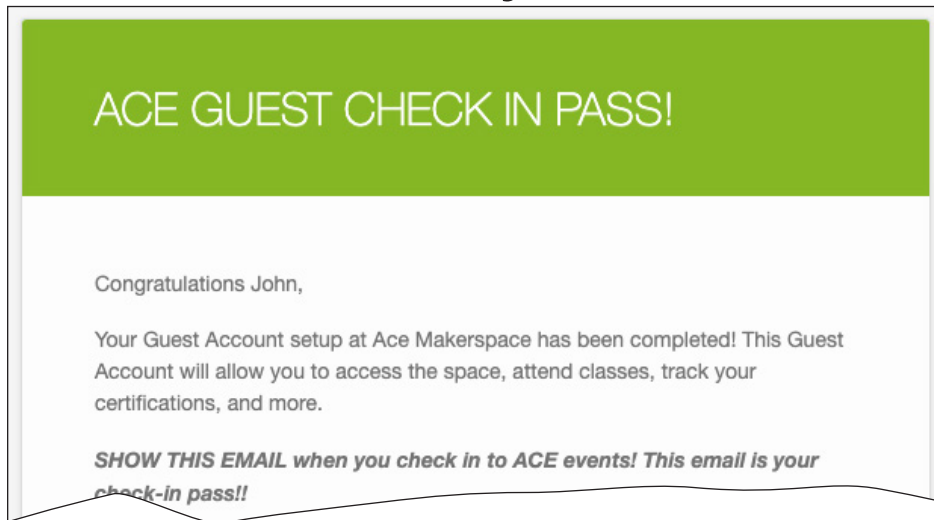 ACE GUEST CHECK IN PASS!
Congratulations John,
Your Guest Account setup at Ace Makerspace has been completed! This Guest
Account will allow you to access the space, attend classes, track your
certifications, and more.
SHOW THIS EMAIL when you check in to ACE events! This email is your
check-in pass!!